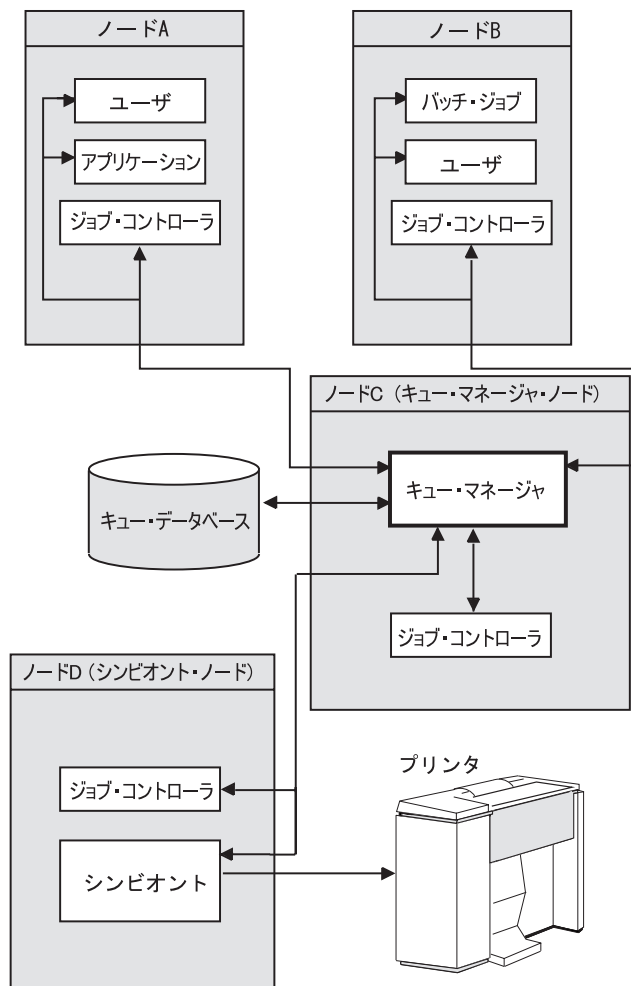 ノードA
ユーザ
アプリケーション
ジョブ・コントローラ
ノードB
バッチ・ジョブ
ユーザ
ジョブ・コントローラ
ノードC（キュー・マネージャ・ノード）
キュー・マネージャ
ジョブ・コントローラ
キュー・データベース
ノードD（シンビオント・ノード）
ジョブ・コントローラ
シンビオント
プリンタ